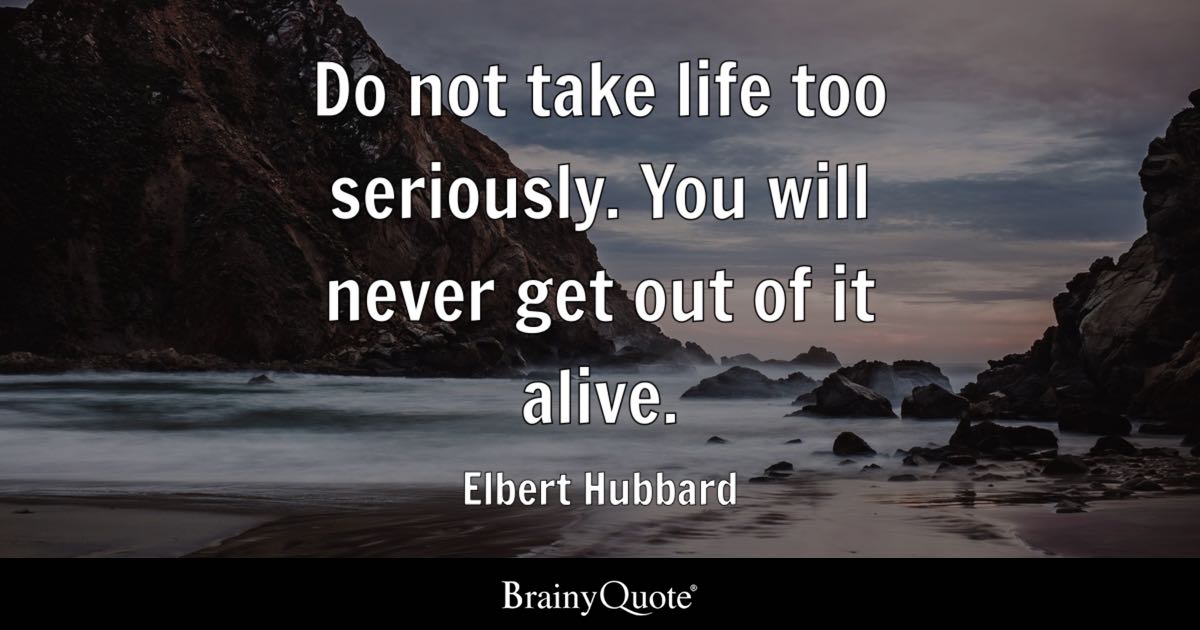 Do not take life too
seriously. You will
never get out of it
alive.
Elbert Hubbard
BrainyQuote®